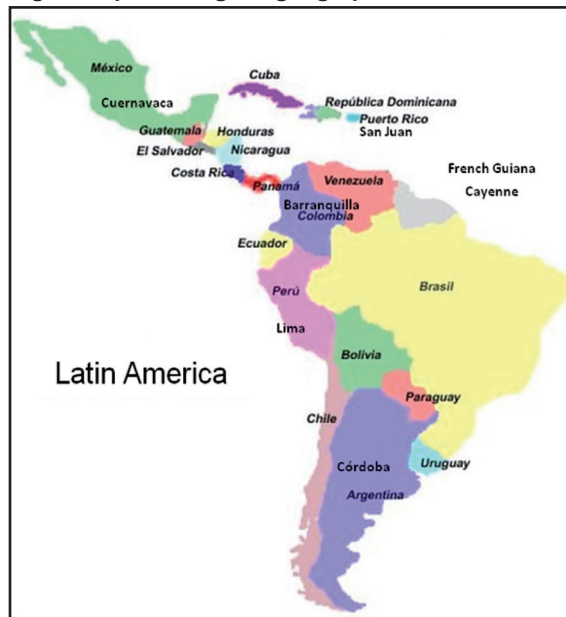 México
Cuernavaca
Cuba
República Dominicana
Puerto Rico
San Juan
Guatemala
Honduras
El Salvador
Nicaragua
Costa Rica
Panamá
Venezuela
French Guiana
Cayenne
Barranquilla
Colombia
Ecuador
Brasil
Perú
Lima
Bolivia
Latin America
Paraguay
Chile
Córdoba
Uruguay
Argentina